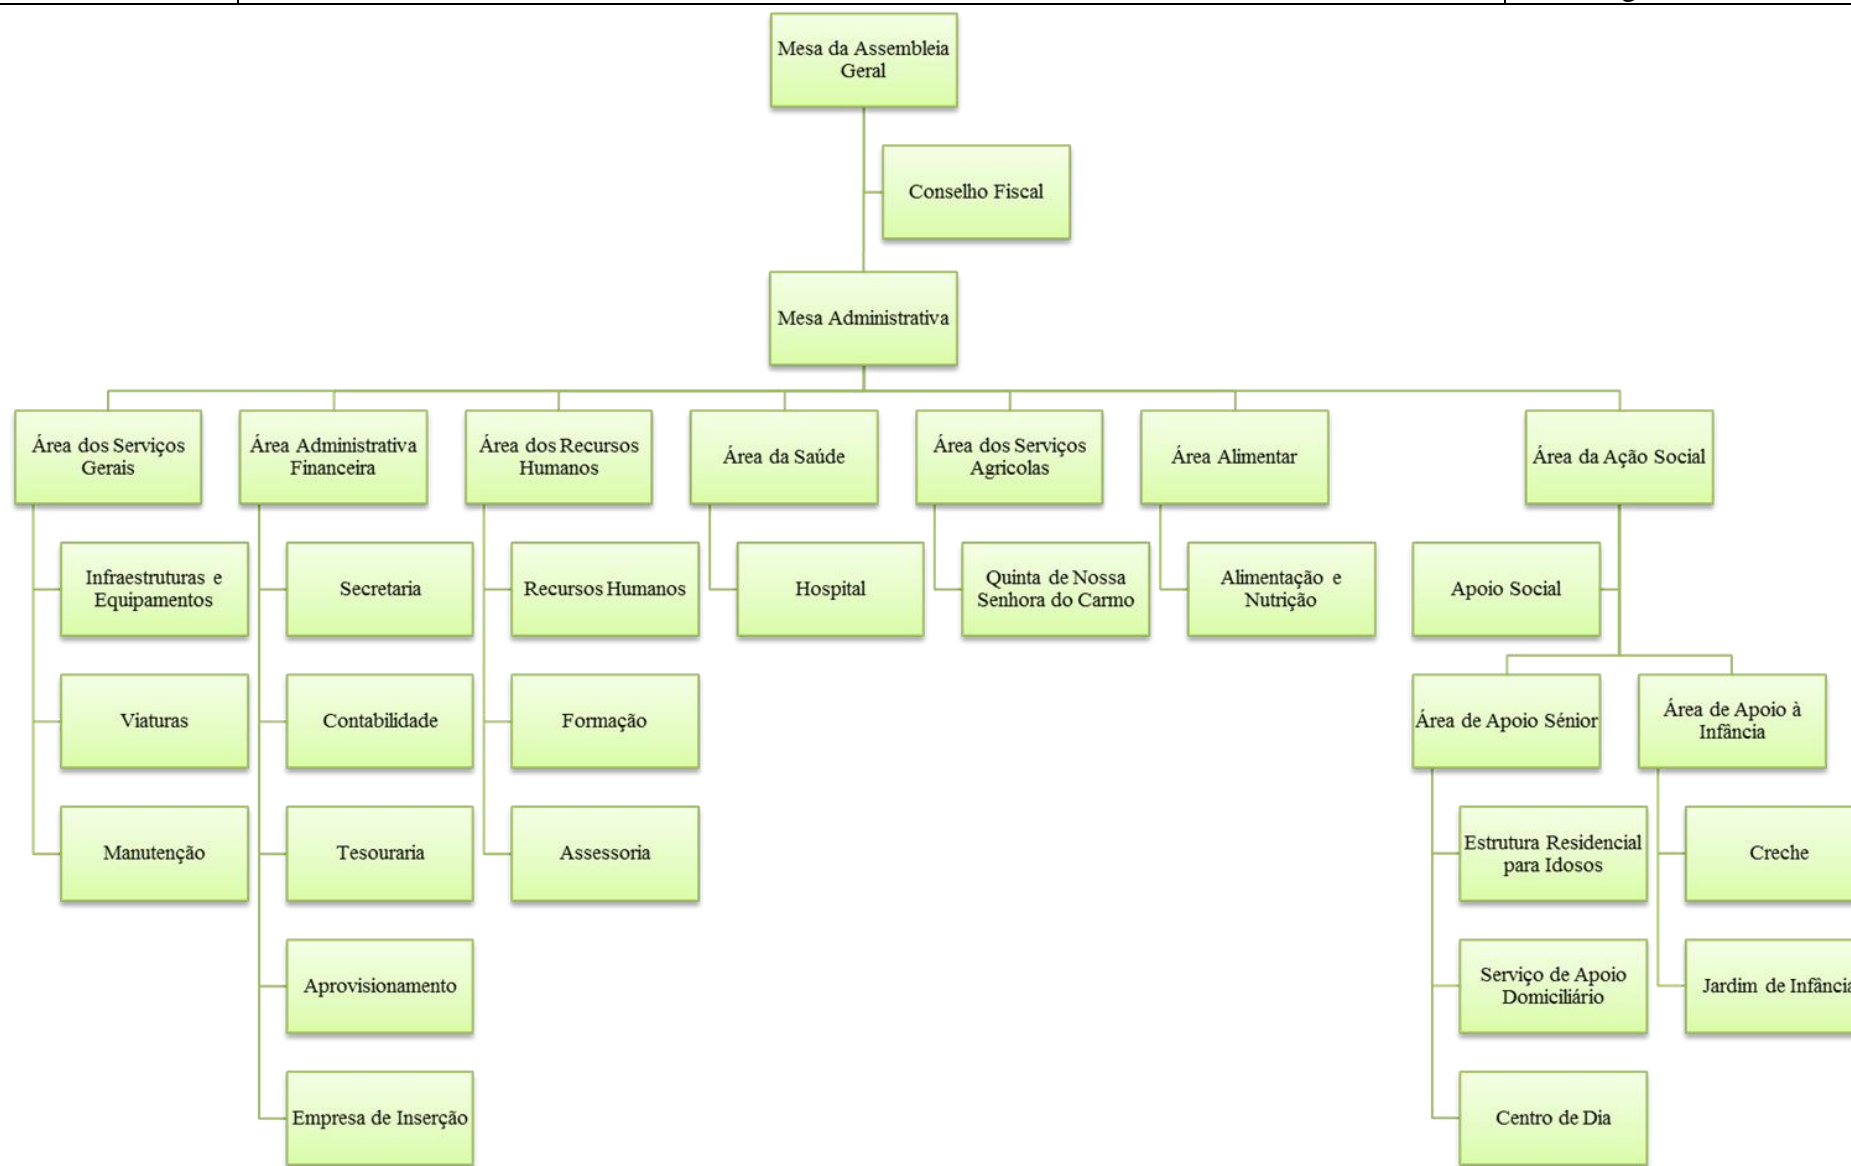 Mesa da Assembleia
Geral
Conselho Fiscal
Mesa Administrativa
Área dos Serviços
Gerais
Área Administrativa
Financeira
Área dos Recursos
Humanos
Área da Saúde
Área dos Serviços
Agricolas
Área Alimentar
Área da Ação Social
Infraestruturas e
Equipamentos
Secretaria
Recursos Humanos
Hospital
Quinta de Nossa
Senhora do Carmo
Alimentação e
Nutrição
Apoio Social
Viaturas
Contabilidade
Formação
Área de Apoio Sénior
Área de Apoio à
Infância
Manutenção
Tesouraria
Assessoria
Estrutura Residencial
para Idosos
Creche
Aprovisionamento
Serviço de Apoio
Domiciliário
Jardim de Infância
Empresa de Inserção
Centro de Dia